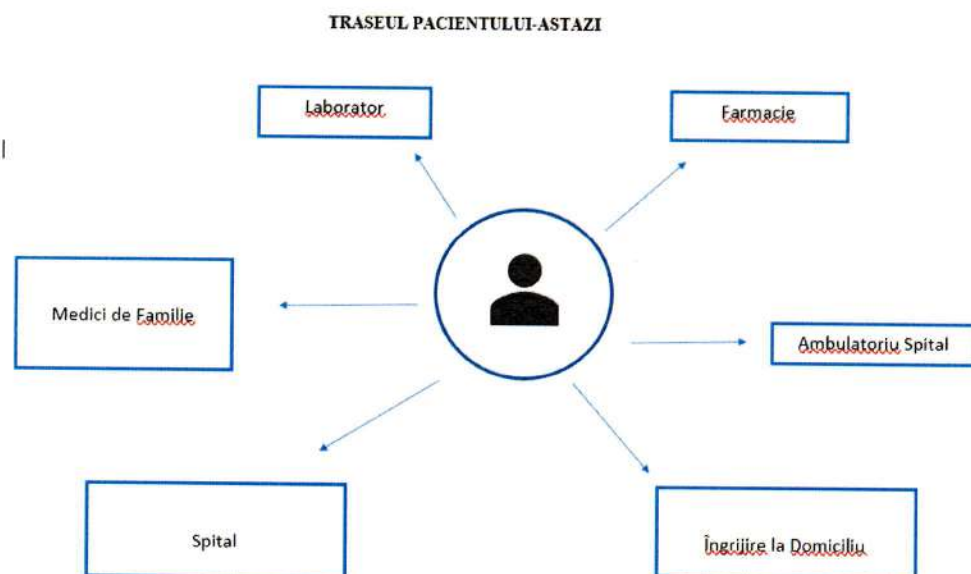 TRASEUL PACIENTULUI-ASTAZI
Laborator
Farmacie
Medici de Familie
Ambulatoriu Spital
Spital
Îngrijire la Domiciliu